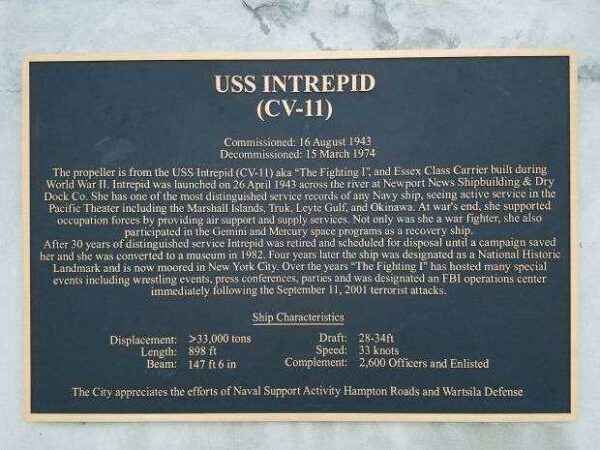 USS INTREPID
(CV-11)
Commissioned: 16 August 1943
Decommissioned: 15 March 1974
The propeller is from the USS Intrepid (CV-11) aka "The Fighting I", and Essex Class Carrier built during
World War II. Intrepid was launched on 26 April 1943 across the river at Newport News Shipbuilding & Dry
Dock Co. She has one of the most distinguished service records of any Navy ship, seeing active service in the
Pacific Theater including the Marshall Islands, Truk, Leyte Gulf, and Okinawa. At war's end, she supported
occupation forces by providing air support and supply services. Not only was she a war fighter, she also
participated in the Gemini and Mercury space programs as a recovery ship.
After 30 years of distinguished service Intrepid was retired and scheduled for disposal until a campaign saved
her and she was converted to a museum in 1982. Four years later the ship was designated as a National Historic
Landmark and is now moored in New York City. Over the years "The Fighting I" has hosted many special
events including wrestling events, press conferences, parties and was designated an FBI operations center
immediately following the September 11, 2001 terrorist attacks.
Ship Characteristics
Displacement: >33,000 tons Draft: 28-34ft
Length: 898 ft Speed: 33 knots
Beam: 147 ft 6 in Complement: 2,600 Officers and Enlisted
The City appreciates the efforts of Naval Support Activity Hampton Roads and Wartsila Defense